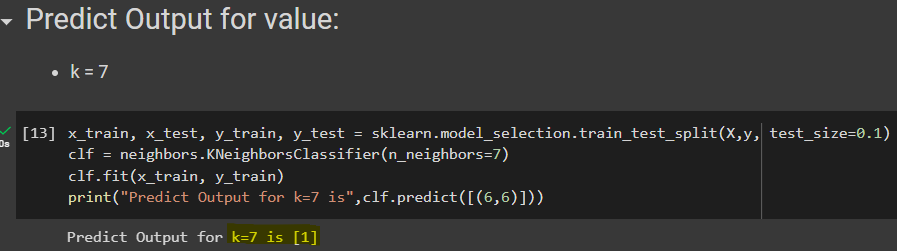 Predict Output for value:
k = 7
[13] x_train, x_test, y_train, y_test = sklearn.model_selection.train_test_split(X,y, test_size=0.1)
0s
clf = neighbors.KNeighborsClassifier(n_neighbors=7)
clf.fit(x_train, y_train)
print("Predict Output for k=7 is",clf.predict([(6,6)]))
Predict Output for k=7 is [1]